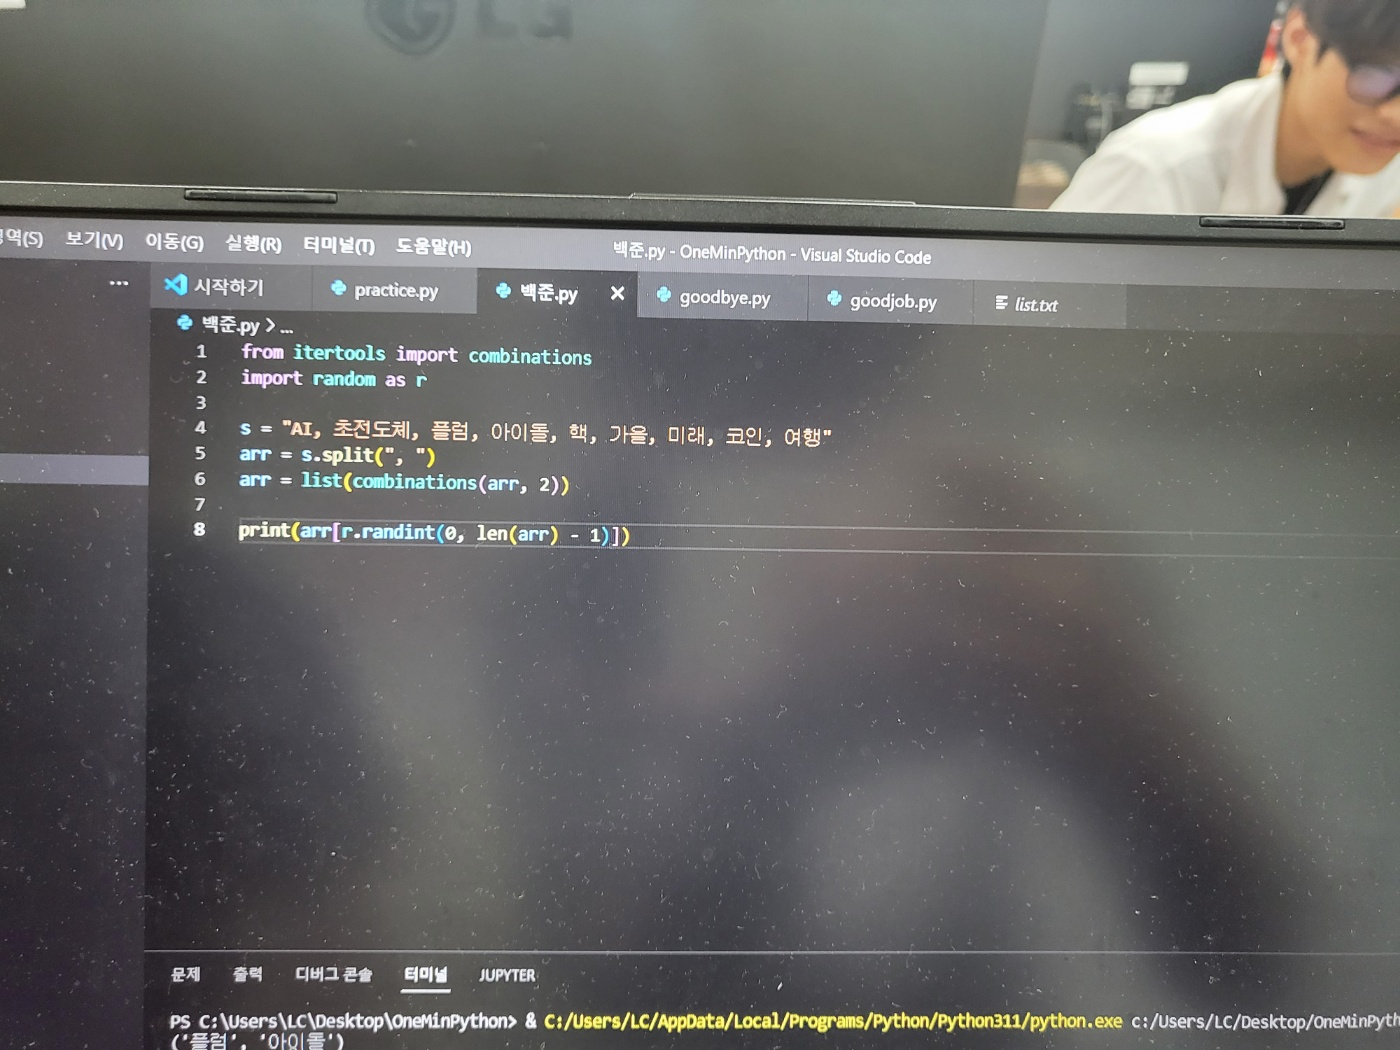 LG
역(S) 보기(V) 이동(G) 실행(R) 터미널(T) 도움말(H) 백준.py - OneMinPython - Visual Studio Code
··· 시작하기 practice.py 백준.py × goodbye.py goodjob.py list.txt
백준.py > ...
1 from itertools import combinations
2 import random as r
3
4 s = "AI, 초전도체, 플럼, 아이돌, 핵, 가을, 미래, 코인, 여행"
5 arr = s.split(", ")
6 arr = list(combinations(arr, 2))
7
8 print(arr[r.randint(0, len(arr) - 1)])
문제 출력 디버그 콘솔 터미널 JUPYTER
PS C:\Users\LC\Desktop\OneMinPython> & C:/Users/LC/AppData/Local/Programs/Python/Python311/python.exe c:/Users/LC/Desktop/OneMinPyth
('플럼', '아이돌')